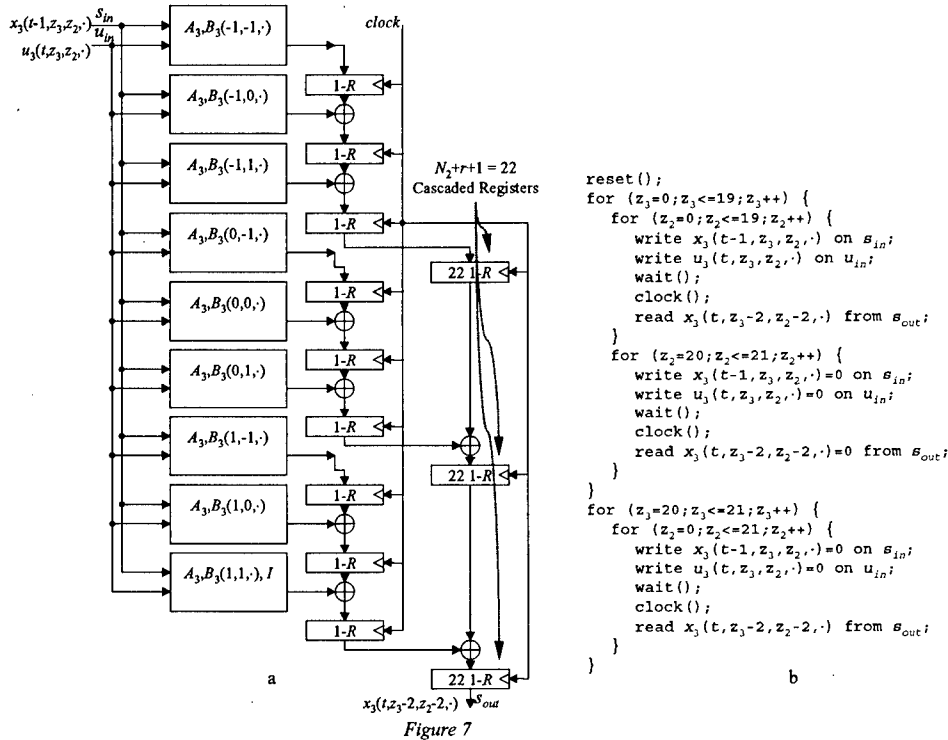 x₃(t-1,z₃,z₂,·) sᵢₙ
uᵢₙ
u₃(t,z₃,z₂,·)
clock
A₃,B₃(-1,-1,·)
1-R
A₃,B₃(-1,0,·)
1-R
A₃,B₃(-1,1,·)
1-R
A₃,B₃(0,-1,·)
1-R
A₃,B₃(0,0,·)
1-R
A₃,B₃(0,1,·)
1-R
A₃,B₃(1,-1,·)
1-R
A₃,B₃(1,0,·)
1-R
A₃,B₃(1,1,·), I
1-R
N₂+r+1 = 22
Cascaded Registers
22 1-R
22 1-R
22 1-R
x₃(t,z₃-2,z₂-2,·) sₒᵤₜ
a
reset();
for (z₃=0;z₃<=19;z₃++) {
for (z₂=0;z₂<=19;z₂++) {
write x₃(t-1,z₃,z₂,·) on sᵢₙ;
write u₃(t,z₃,z₂,·) on uᵢₙ;
wait();
clock();
read x₃(t,z₃-2,z₂-2,·) from sₒᵤₜ;
}
for (z₂=20;z₂<=21;z₂++) {
write x₃(t-1,z₃,z₂,·)=0 on sᵢₙ;
write u₃(t,z₃,z₂,·)=0 on uᵢₙ;
wait();
clock();
read x₃(t,z₃-2,z₂-2,·)=0 from sₒᵤₜ;
}
}
for (z₃=20;z₃<=21;z₃++) {
for (z₂=0;z₂<=21;z₂++) {
write x₃(t-1,z₃,z₂,·)=0 on sᵢₙ;
write u₃(t,z₃,z₂,·)=0 on uᵢₙ;
wait();
clock();
read x₃(t,z₃-2,z₂-2,·) from sₒᵤₜ;
}
}
b
Figure 7